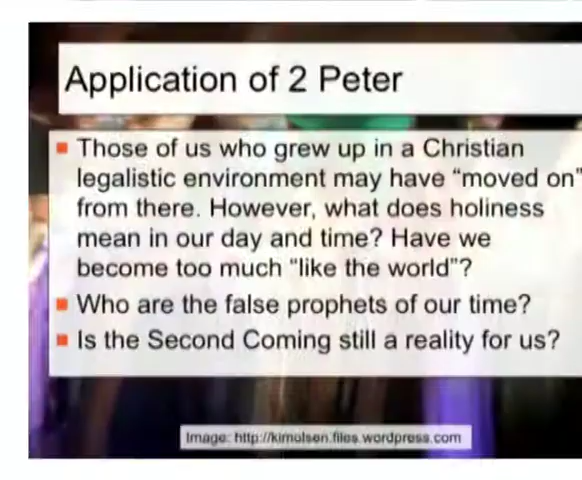 Application of 2 Peter
Those of us who grew up in a Christian
legalistic environment may have “moved on”
from there. However, what does holiness
mean in our day and time? Have we
become too much “like the world”?
Who are the false prophets of our time?
Is the Second Coming still a reality for us?
Image: http://kimolsen.files.wordpress.com